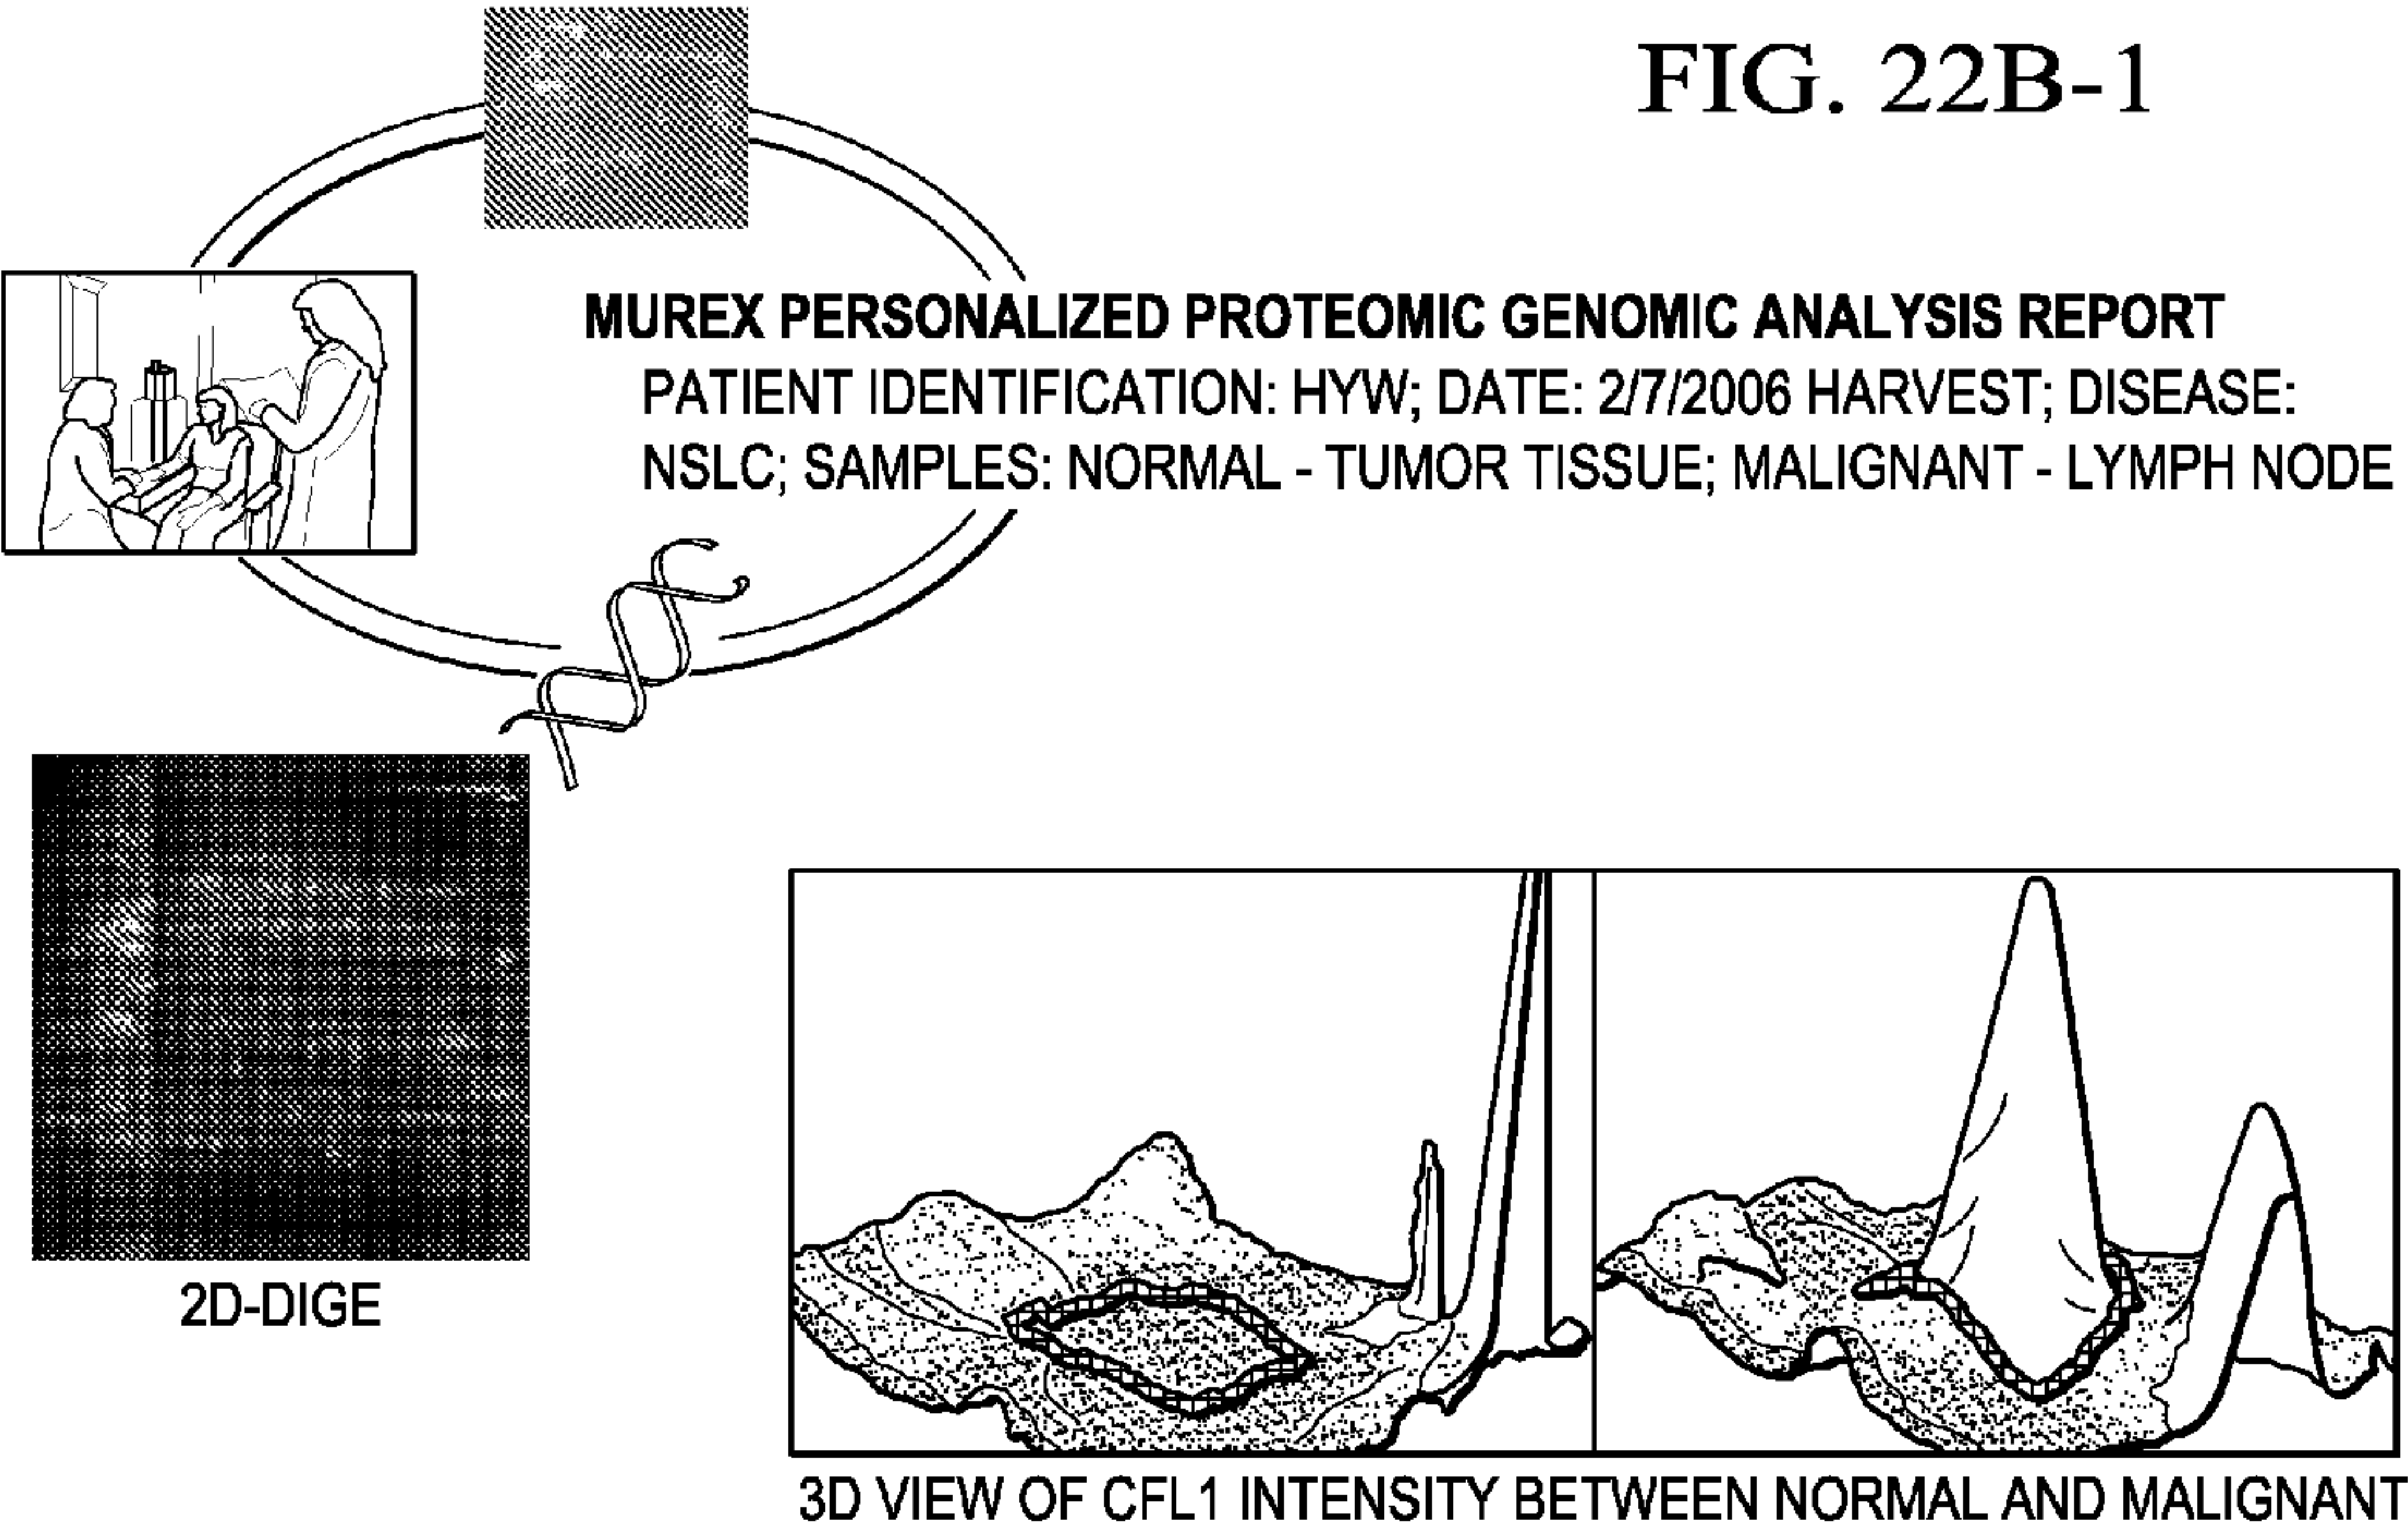 FIG. 22B-1
MUREX PERSONALIZED PROTEOMIC GENOMIC ANALYSIS REPORT
PATIENT IDENTIFICATION: HYW; DATE: 2/7/2006 HARVEST; DISEASE:
NSLC; SAMPLES: NORMAL - TUMOR TISSUE; MALIGNANT - LYMPH NODE
2D-DIGE
3D VIEW OF CFL1 INTENSITY BETWEEN NORMAL AND MALIGNANT